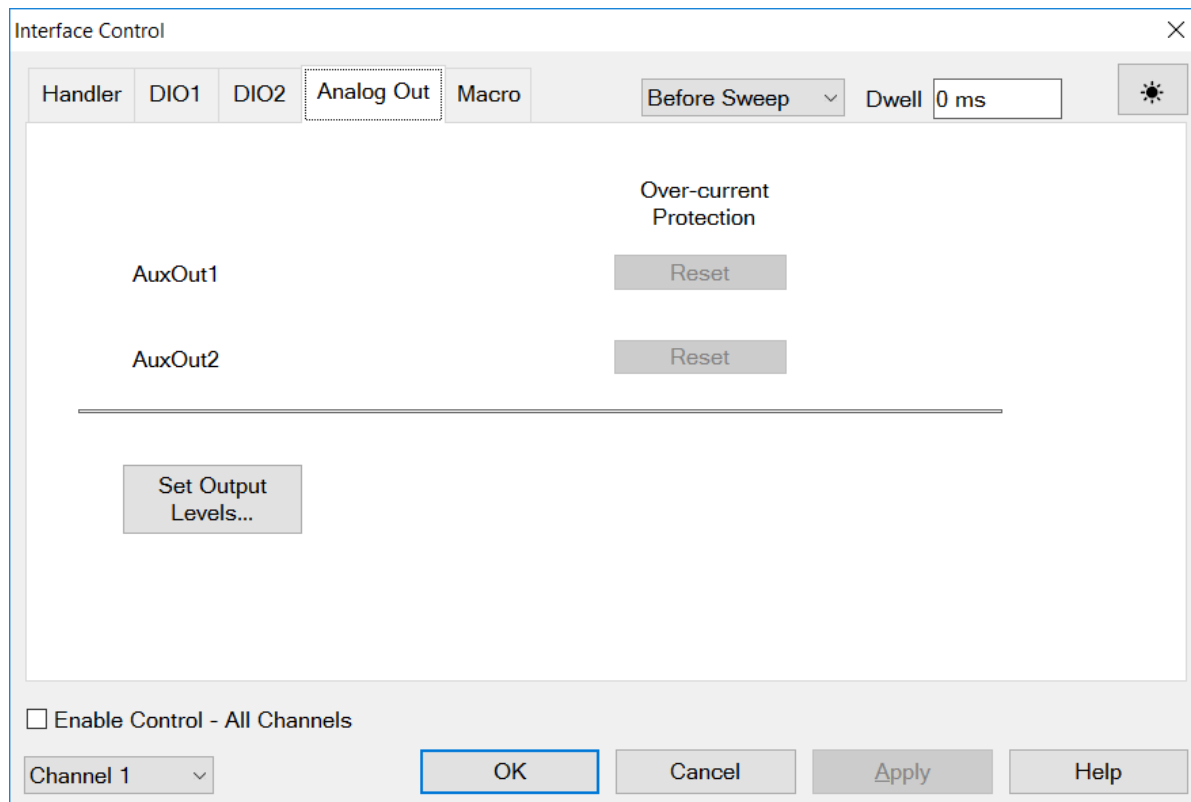 Interface Control
Handler DIO1 DIO2 Analog Out Macro Before Sweep Dwell 0 ms
Over-current
Protection
AuxOut1 Reset
AuxOut2 Reset
Set Output
Levels...
Enable Control - All Channels
Channel 1 OK Cancel Apply Help